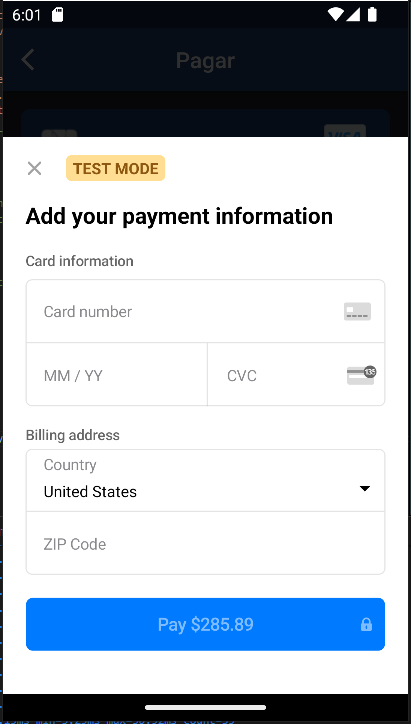 6:01
Pagar
VISA
TEST MODE
Add your payment information
Card information
Card number
MM / YY
CVC
135
Billing address
Country
United States
ZIP Code
Pay $285.89